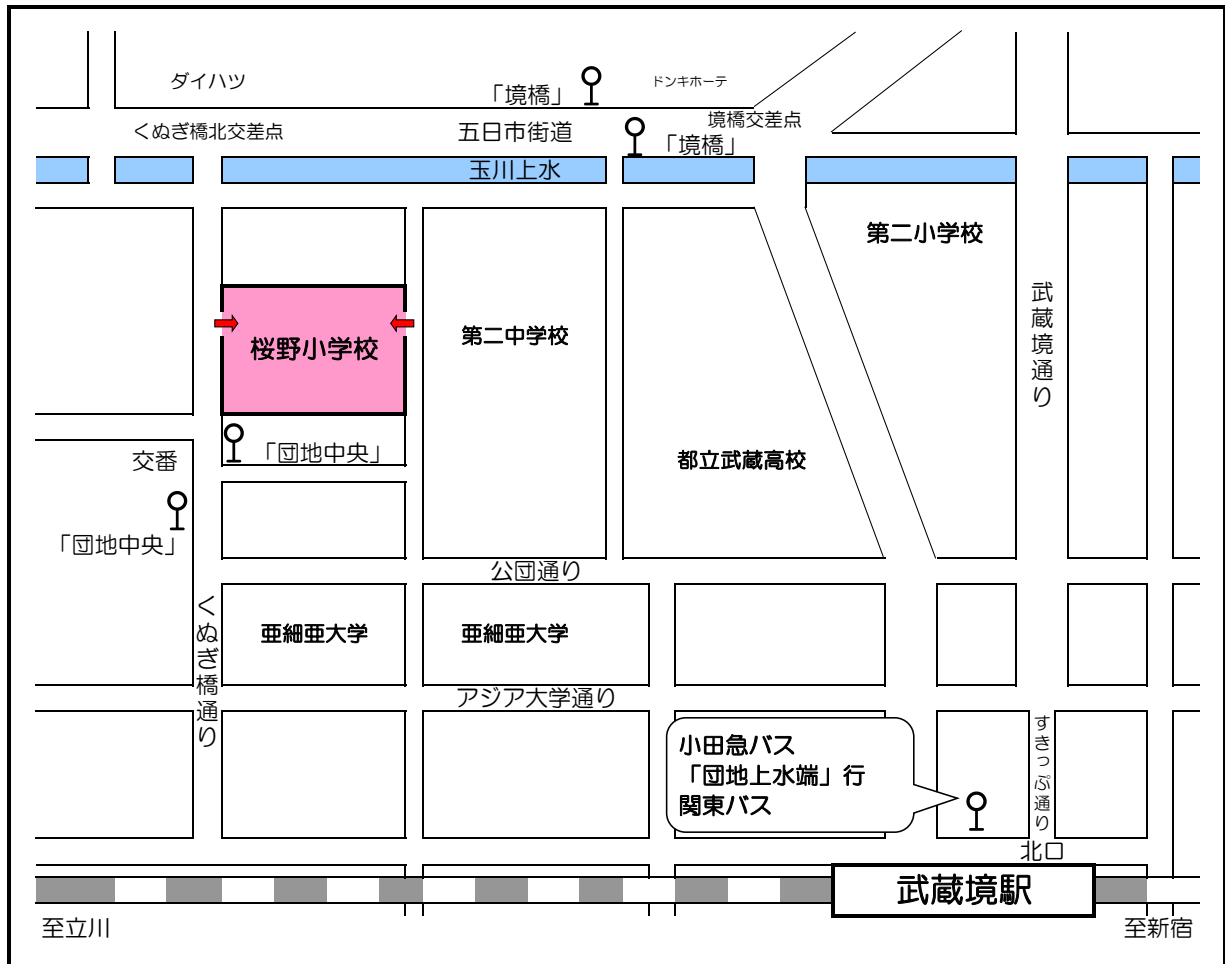 ダイハツ
「境橋」
ドンキホーテ
くぬぎ橋北交差点
五日市街道
境橋交差点
「境橋」
玉川上水
第二小学校
武蔵境通り
桜野小学校
第二中学校
「団地中央」
交番
都立武蔵高校
「団地中央」
公団通り
くぬぎ橋通り
亜細亜大学
亜細亜大学
アジア大学通り
小田急バス
「団地上水端」行
関東バス
すきっぷ通り
北口
武蔵境駅
至立川
至新宿